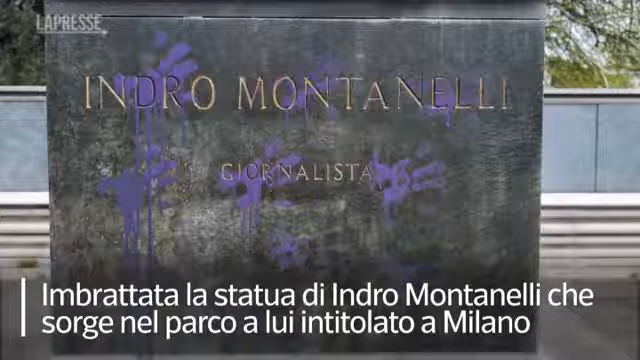 LAPRESSE
INDRO MONTANELLI
GIORNALISTA
Imbrattata la statua di Indro Montanelli che
sorge nel parco a lui intitolato a Milano